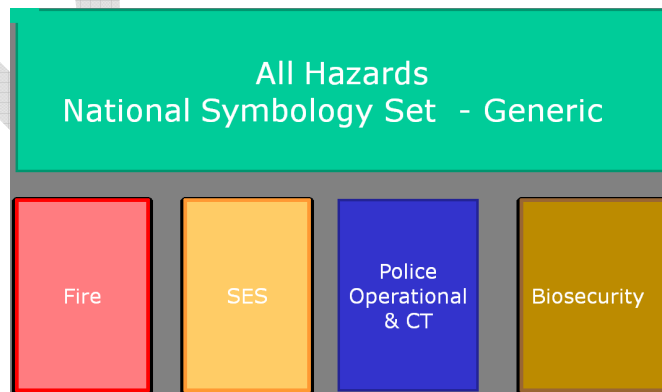 All Hazards
National Symbology Set - Generic
Fire
SES
Police
Operational
& CT
Biosecurity